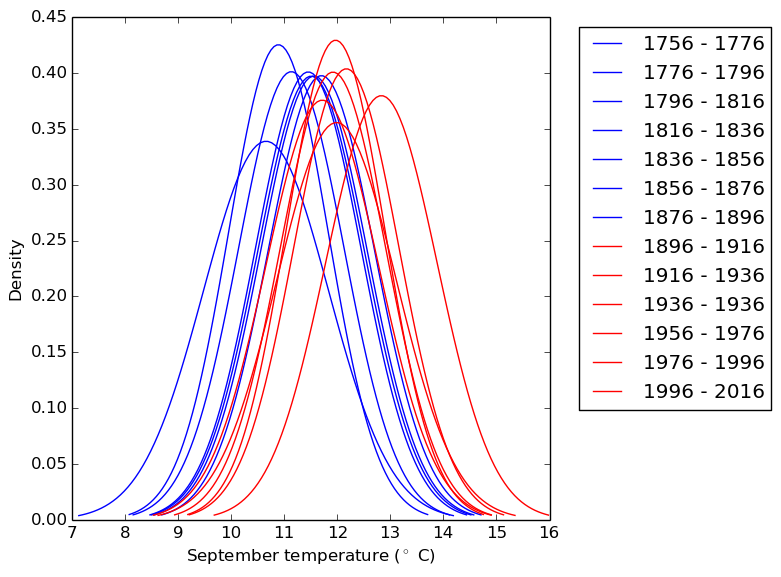 0.45
0.40
0.35
0.30
0.25
0.20
0.15
0.10
0.05
0.00
Density
7 8 9 10 11 12 13 14 15 16
September temperature (° C)
1756 - 1776
1776 - 1796
1796 - 1816
1816 - 1836
1836 - 1856
1856 - 1876
1876 - 1896
1896 - 1916
1916 - 1936
1936 - 1936
1956 - 1976
1976 - 1996
1996 - 2016